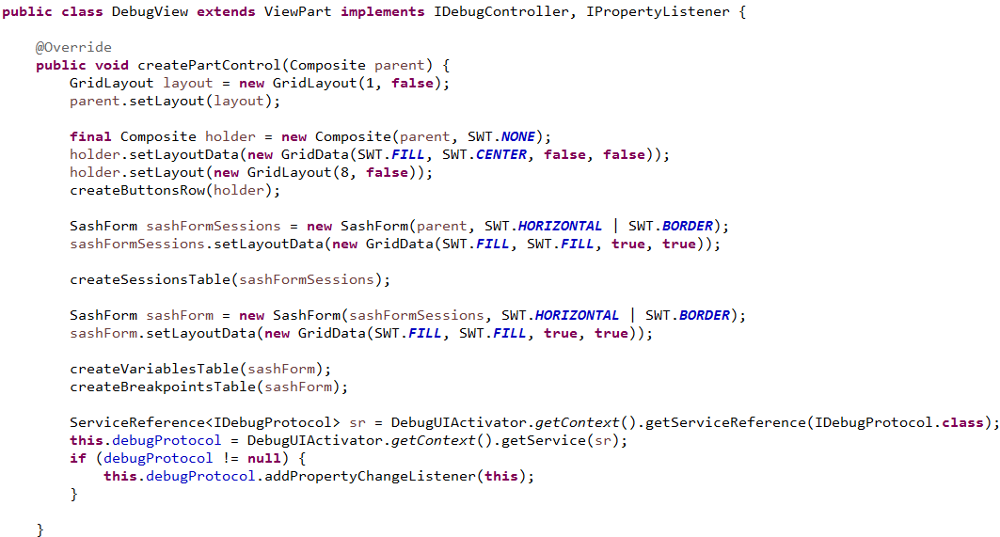 public class DebugView extends ViewPart implements IDebugController, IPropertyListener {
@Override
public void createPartControl(Composite parent) {
GridLayout layout = new GridLayout(1, false);
parent.setLayout(layout);
final Composite holder = new Composite(parent, SWT.NONE);
holder.setLayoutData(new GridData(SWT.FILL, SWT.CENTER, false, false));
holder.setLayout(new GridLayout(8, false));
createButtonsRow(holder);
SashForm sashFormSessions = new SashForm(parent, SWT.HORIZONTAL | SWT.BORDER);
sashFormSessions.setLayoutData(new GridData(SWT.FILL, SWT.FILL, true, true));
createSessionsTable(sashFormSessions);
SashForm sashForm = new SashForm(sashFormSessions, SWT.HORIZONTAL | SWT.BORDER);
sashForm.setLayoutData(new GridData(SWT.FILL, SWT.FILL, true, true));
createVariablesTable(sashForm);
createBreakpointsTable(sashForm);
ServiceReference<IDebugProtocol> sr = DebugUIActivator.getContext().getServiceReference(IDebugProtocol.class);
this.debugProtocol = DebugUIActivator.getContext().getService(sr);
if (debugProtocol != null) {
this.debugProtocol.addPropertyChangeListener(this);
}
}